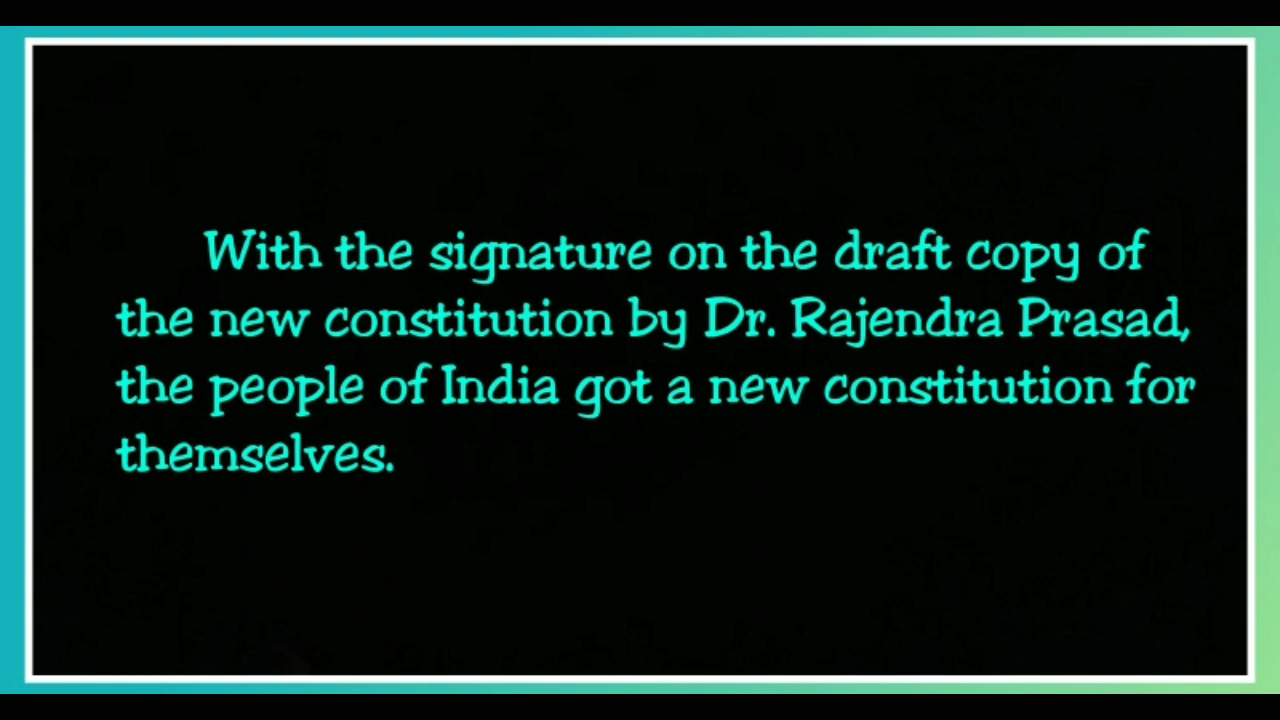 With the signature on the draft copy of
the new constitution by Dr. Rajendra Prasad,
the people of India got a new constitution for
themselves.